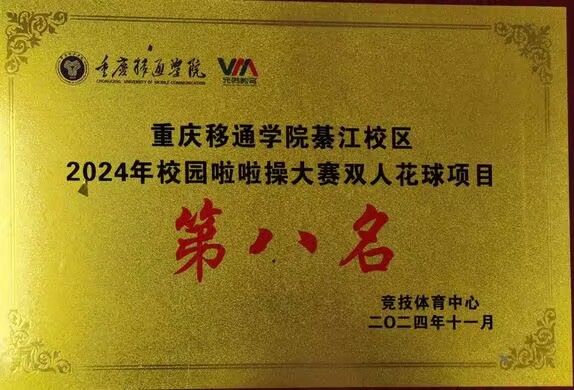 重庆移通学院
CHONGQING UNIVERSITY OF MOBILE COMMUNICATION
VM
重庆移通学院綦江校区
2024年校园啦啦操大赛双人花球项目
第八名
竞技体育中心
二〇二四年十一月